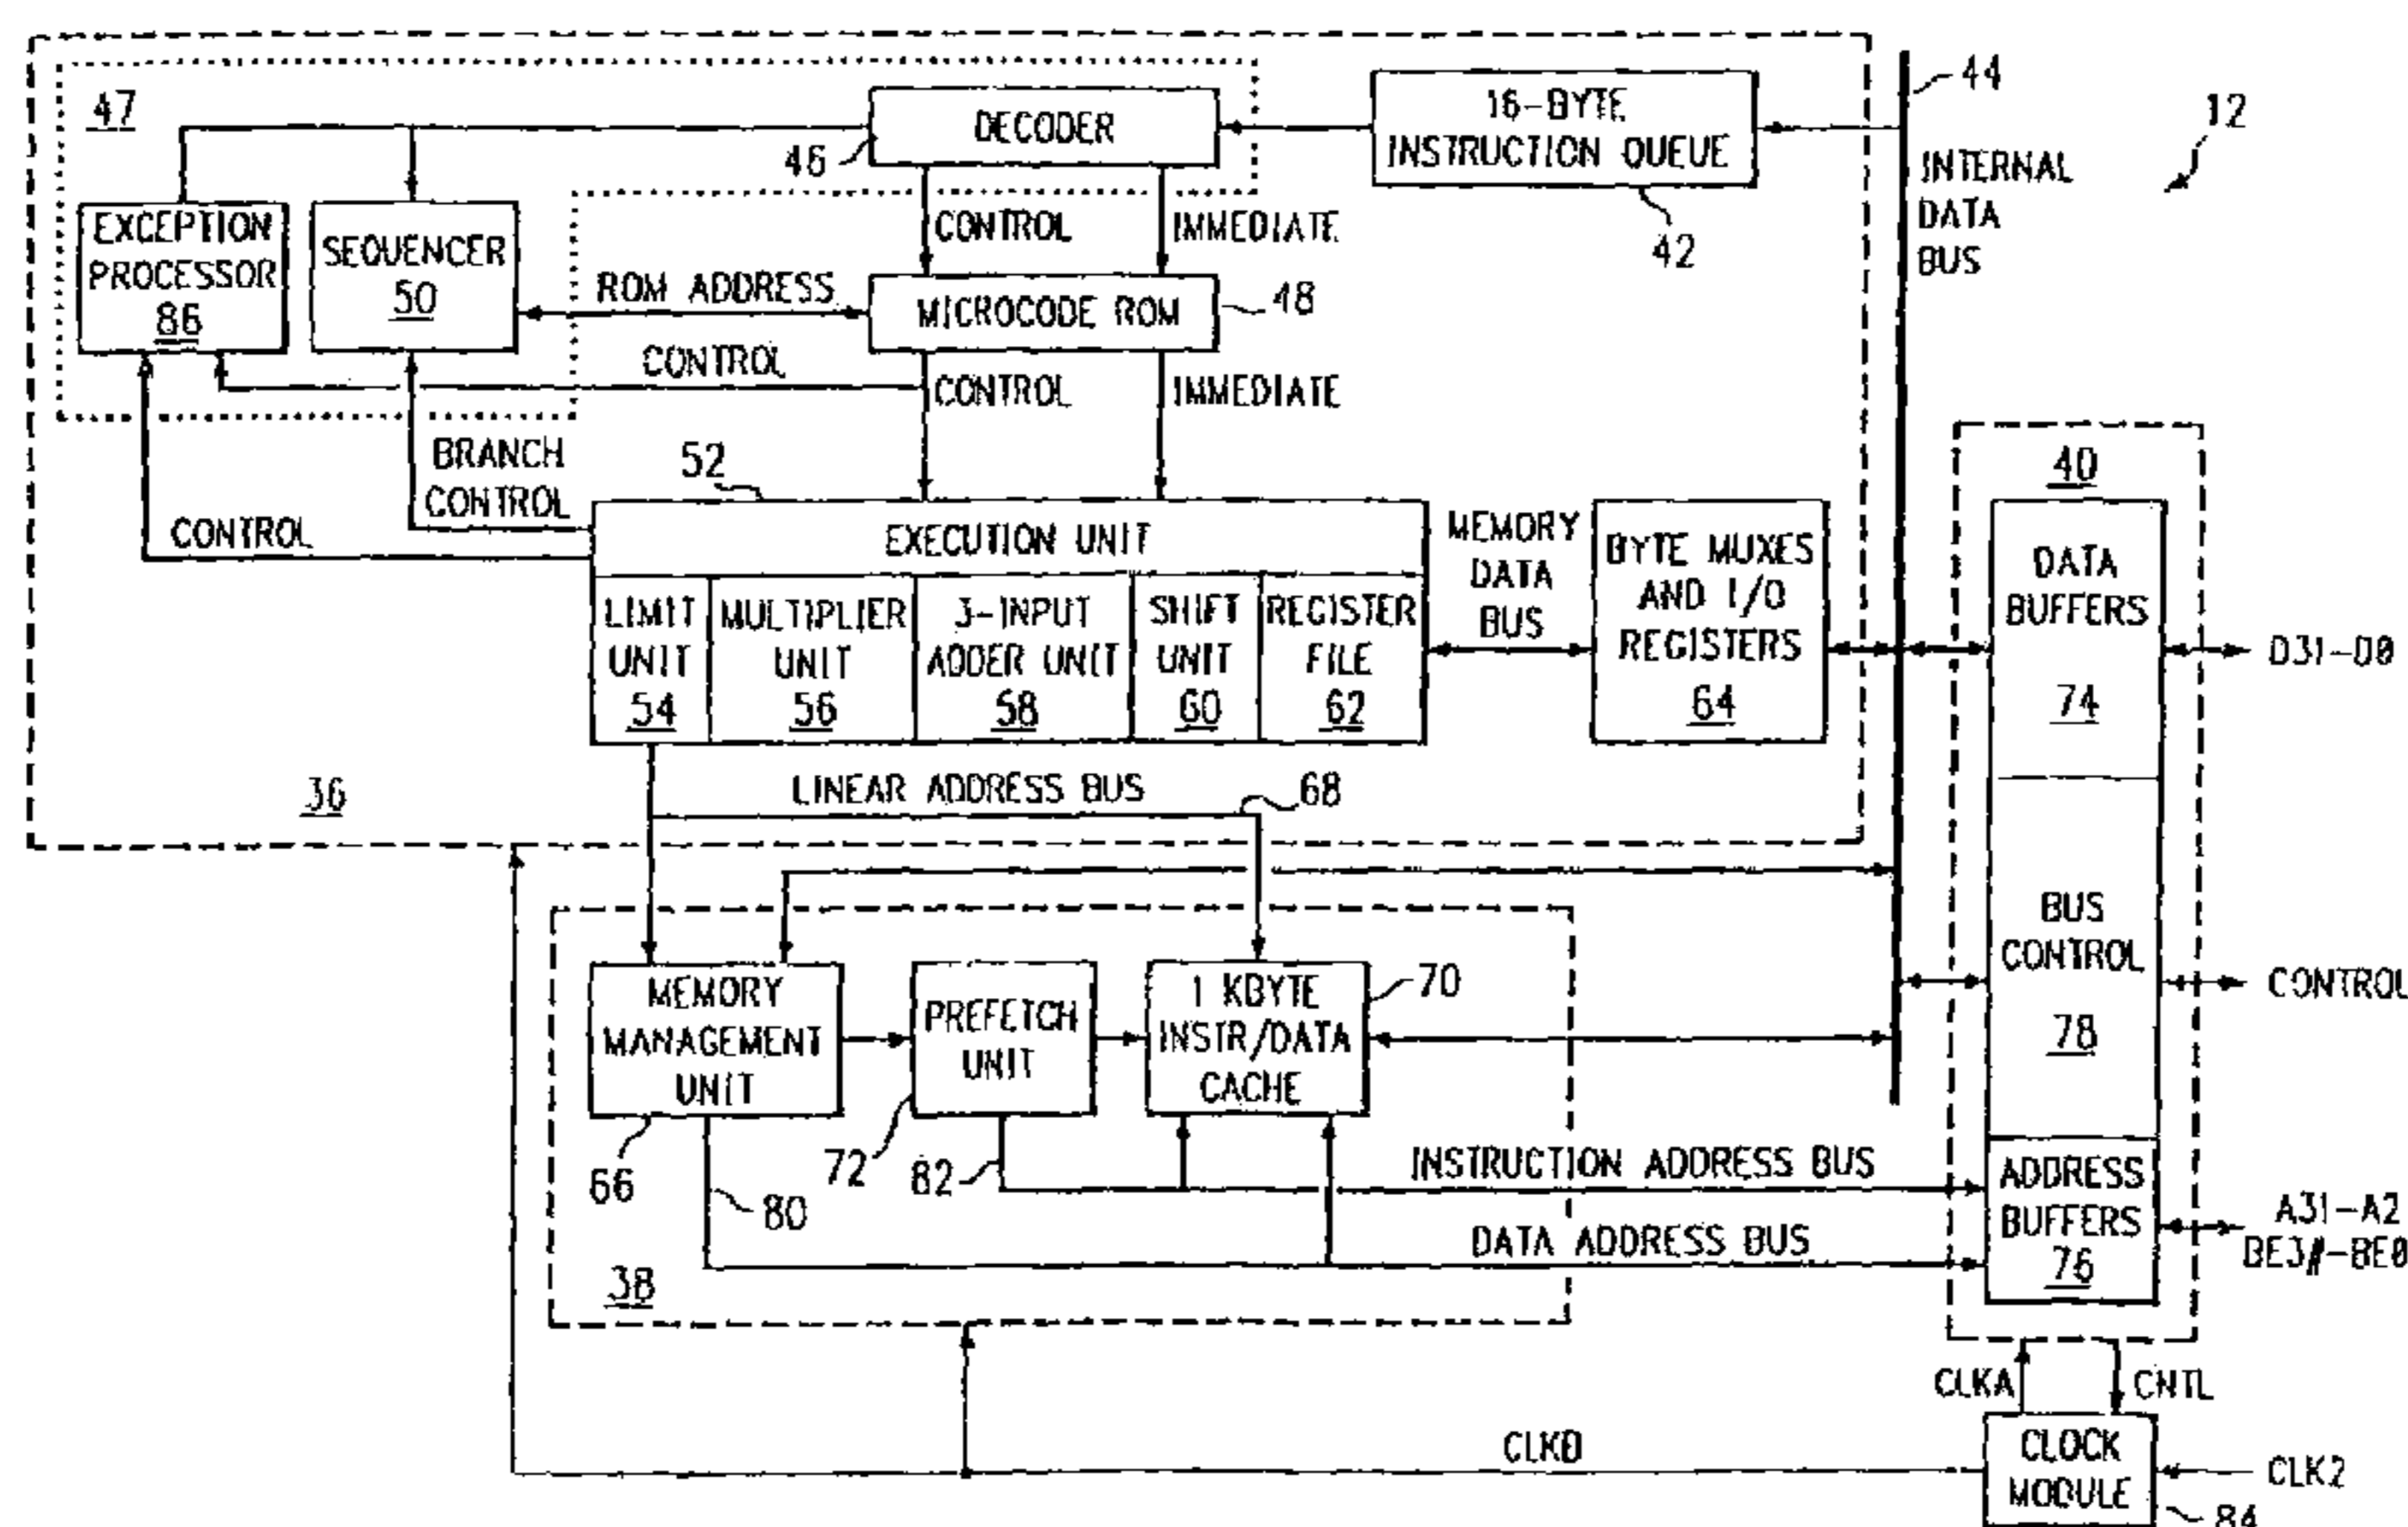 47
DECODER
46
16-BYTE
INSTRUCTION QUEUE
42
44
12
INTERNAL
DATA
BUS
EXCEPTION
PROCESSOR
86
SEQUENCER
50
CONTROL
IMMEDIATE
ROM ADDRESS
MICROCODE ROM
48
CONTROL
CONTROL
IMMEDIATE
BRANCH
CONTROL
CONTROL
52
EXECUTION UNIT
LIMIT
UNIT
54
MULTIPLIER
UNIT
56
3-INPUT
ADDER UNIT
58
SHIFT
UNIT
60
REGISTER
FILE
62
MEMORY
DATA
BUS
BYTE MUXES
AND I/O
REGISTERS
64
40
DATA
BUFFERS
74
D31-D0
36
LINEAR ADDRESS BUS
68
BUS
CONTROL
78
CONTROL
MEMORY
MANAGEMENT
UNIT
66
PREFETCH
UNIT
72
1 KBYTE
INSTR/DATA
CACHE
70
82
80
INSTRUCTION ADDRESS BUS
DATA ADDRESS BUS
ADDRESS
BUFFERS
76
A31-A2
BE3#-BE0
38
CLKA
CNTL
CLKB
CLOCK
MODULE
CLK2
84